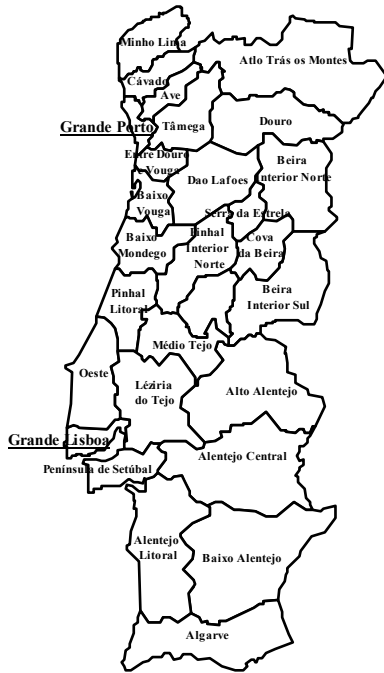 Minho Lima
Atlo Trás os Montes
Cávado
Ave
Grande Porto
Tâmega
Douro
Entre Douro
e Vouga
Beira
Interior Norte
Dao Lafoes
Baixo
Vouga
Serra da Estrela
Baixo
Mondego
Pinhal
Interior
Norte
Cova
da Beira
Pinhal
Litoral
Beira
Interior Sul
Médio Tejo
Oeste
Léziria
do Tejo
Alto Alentejo
Grande Lisboa
Alentejo Central
Península de Setúbal
Alentejo
Litoral
Baixo Alentejo
Algarve